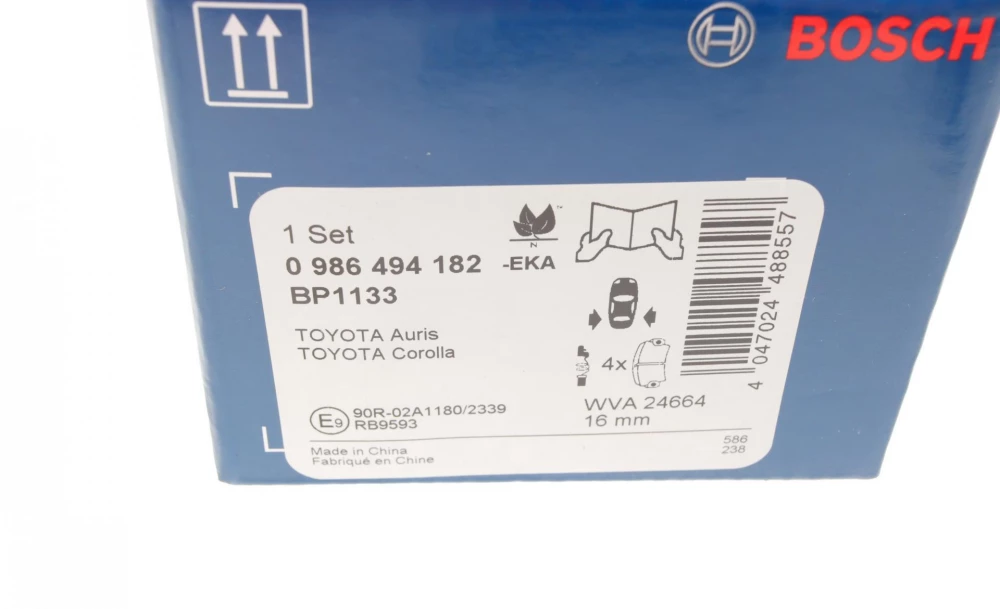 BOSCH
1 Set
0 986 494 182 -EKA
BP1133
N
TOYOTA Auris
TOYOTA Corolla
4x
E9 90R-02A1180/2339
RB9593
WVA 24664
16 mm
Made in China
Fabriqué en Chine
586
238
4 047024 488557